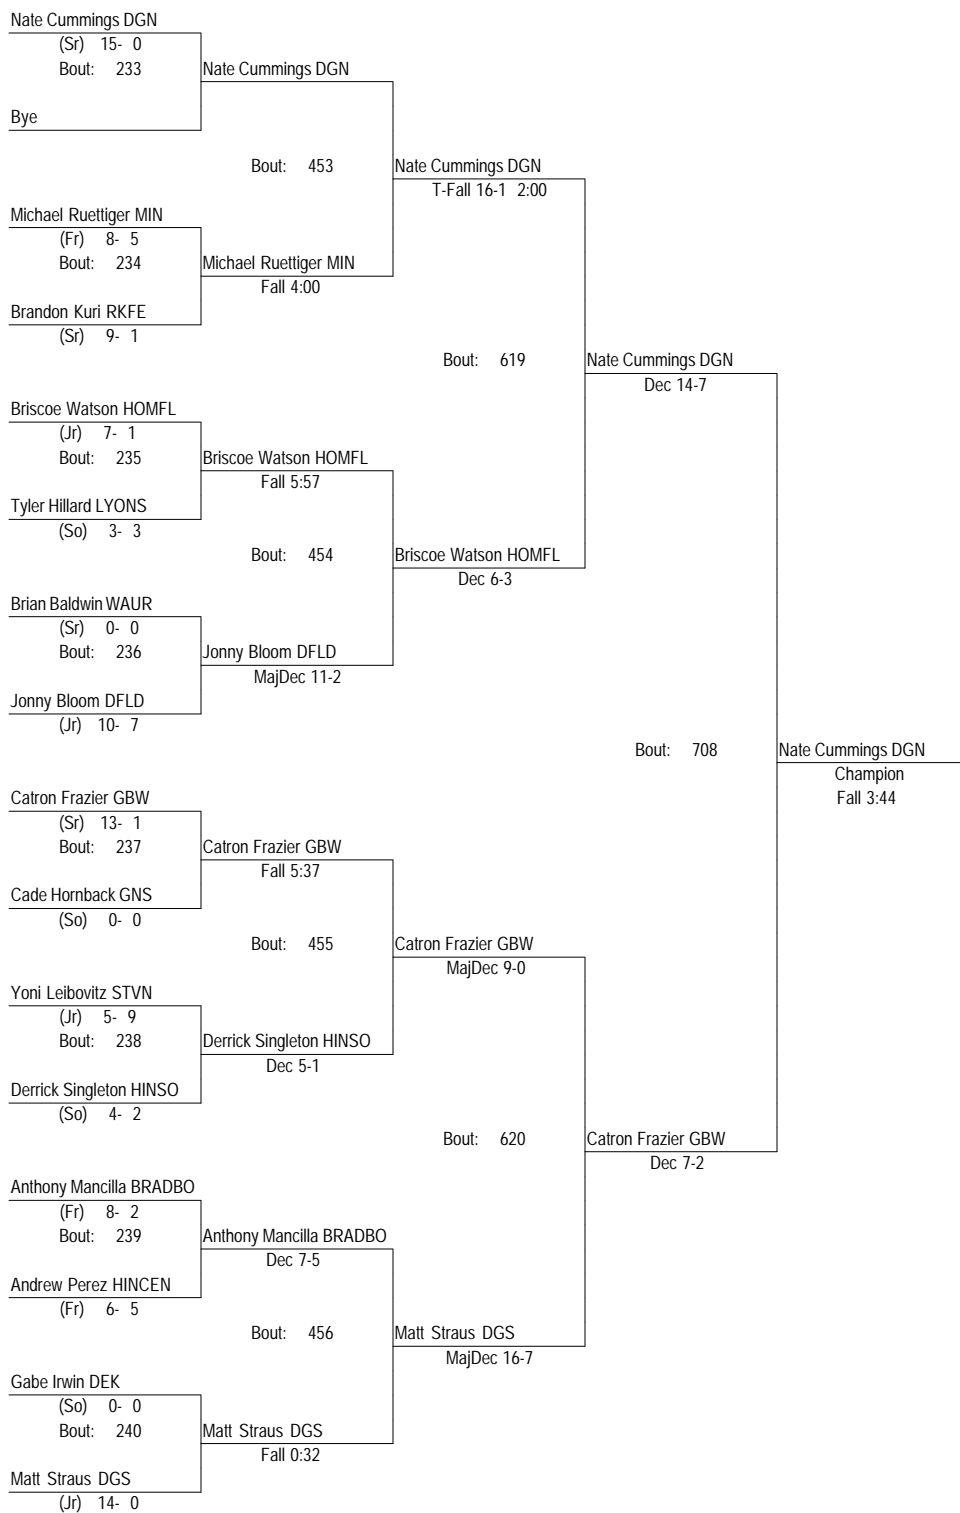 Nate Cummings DGN
(Sr) 15- 0
Bout: 233
Nate Cummings DGN
Bye
Bout: 453
Nate Cummings DGN
T-Fall 16-1 2:00
Michael Ruettiger MIN
(Fr) 8- 5
Bout: 234
Michael Ruettiger MIN
Fall 4:00
Brandon Kuri RKFE
(Sr) 9- 1
Bout: 619
Nate Cummings DGN
Dec 14-7
Briscoe Watson HOMFL
(Jr) 7- 1
Bout: 235
Briscoe Watson HOMFL
Fall 5:57
Tyler Hillard LYONS
(So) 3- 3
Bout: 454
Briscoe Watson HOMFL
Dec 6-3
Brian Baldwin WAUR
(Sr) 0- 0
Bout: 236
Jonny Bloom DFLD
MajDec 11-2
Jonny Bloom DFLD
(Jr) 10- 7
Bout: 708
Nate Cummings DGN
Champion
Fall 3:44
Catron Frazier GBW
(Sr) 13- 1
Bout: 237
Catron Frazier GBW
Fall 5:37
Cade Hornback GNS
(So) 0- 0
Bout: 455
Catron Frazier GBW
MajDec 9-0
Yoni Leibovitz STVN
(Jr) 5- 9
Bout: 238
Derrick Singleton HINSO
Dec 5-1
Derrick Singleton HINSO
(So) 4- 2
Bout: 620
Catron Frazier GBW
Dec 7-2
Anthony Mancilla BRADBO
(Fr) 8- 2
Bout: 239
Anthony Mancilla BRADBO
Dec 7-5
Andrew Perez HINCEN
(Fr) 6- 5
Bout: 456
Matt Straus DGS
MajDec 16-7
Gabe Irwin DEK
(So) 0- 0
Bout: 240
Matt Straus DGS
Fall 0:32
Matt Straus DGS
(Jr) 14- 0